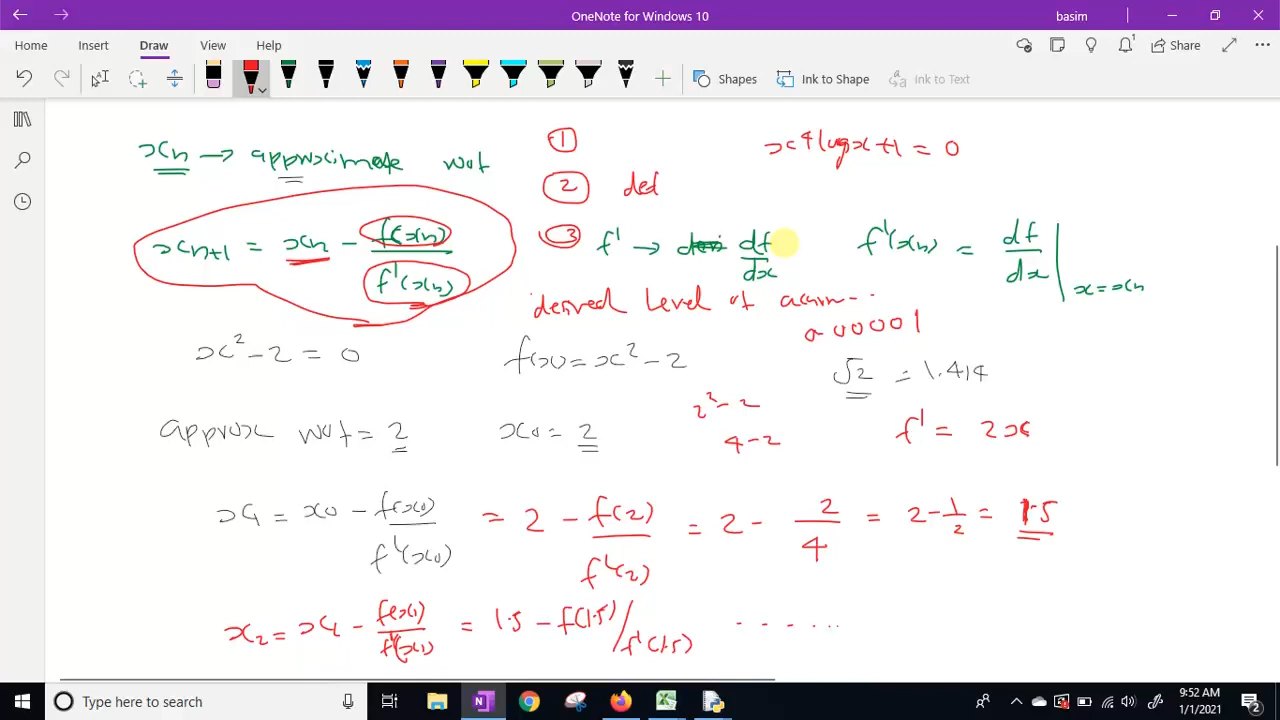 OneNote for Windows 10
basim
Home Insert Draw View Help
Share
Shapes Ink to Shape Ink to Text
xn → approximate root
① x⁴ log x + 1 = 0
② def
xn+1 = xn - f(xn) / f'(xn)
③ f' → df/dx f'(xn) = df/dx | x = xn
desired level of
0.00001
x² - 2 = 0 f(x) = x² - 2
√2 = 1.414
2² - 2
4 - 2
approx root = 2 x0 = 2 f' = 2x
x1 = x0 - f(x0) / f'(x0) = 2 - f(2) / f'(2) = 2 - 2/4 = 2 - 1/2 = 1.5
x2 = x1 - f(x1) / f'(x1) = 1.5 - f(1.5) / f'(1.5) . . . . . .
Type here to search
9:52 AM
1/1/2021
2